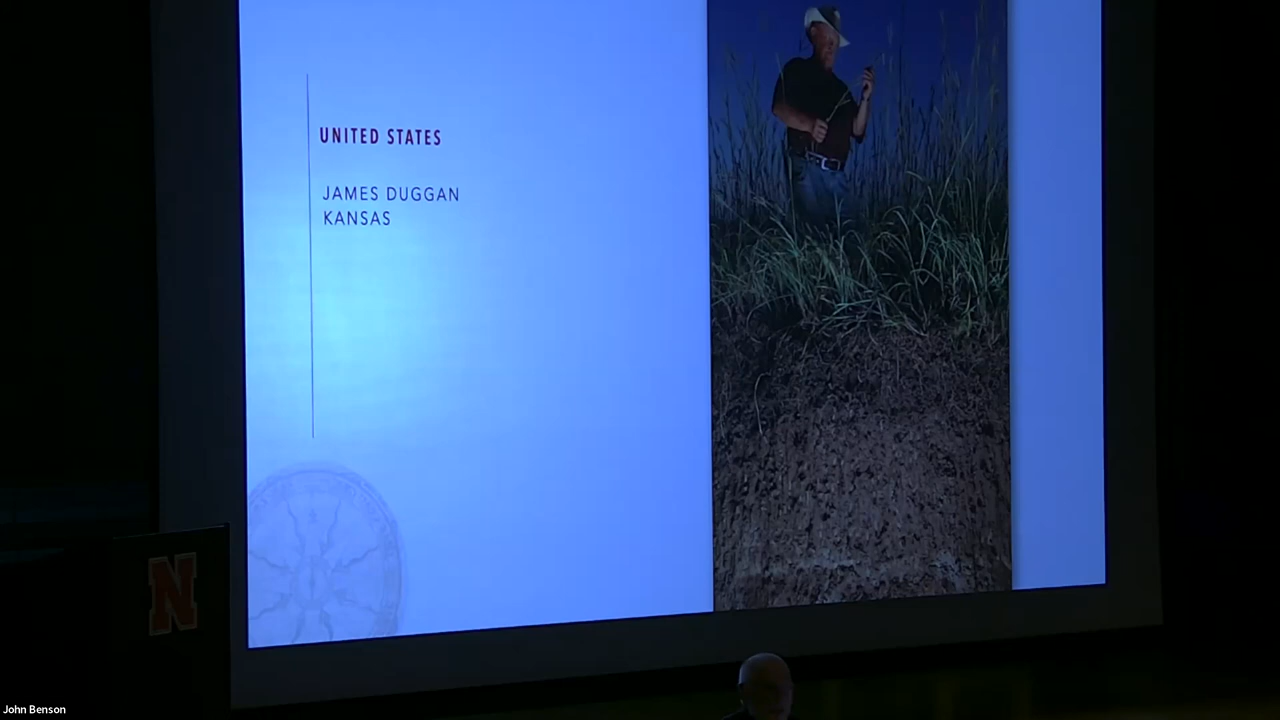 UNITED STATES
JAMES DUGGAN
KANSAS
N
John Benson